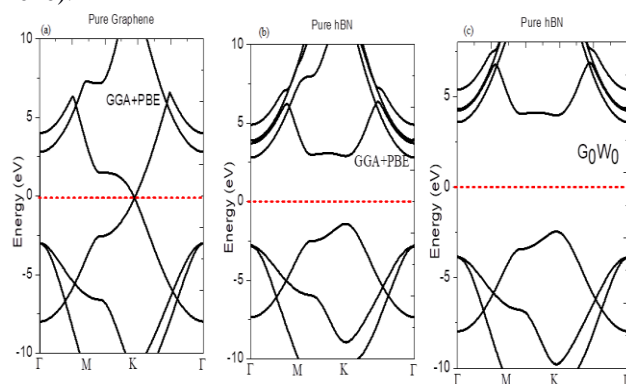 Pure Graphene
(a)
GGA+PBE
Energy (eV)
10
5
0
-5
-10
Γ M K Γ
Pure hBN
(b)
GGA+PBE
Energy (eV)
10
5
0
-5
-10
Γ M K Γ
Pure hBN
(c)
G0W0
Energy (eV)
5
0
-5
-10
Γ M K Γ